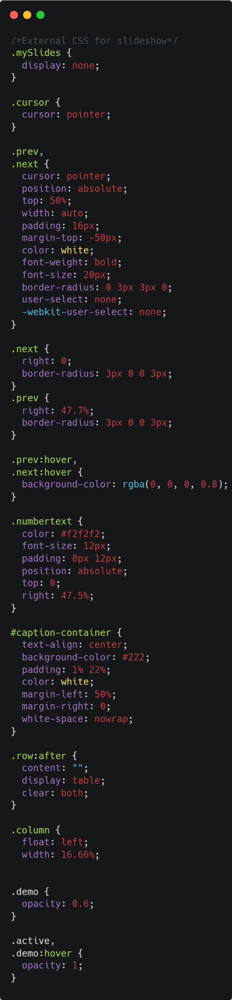 /*External CSS for slideshow*/
.mySlides {
  display: none;
}

.cursor {
  cursor: pointer;
}

.prev,
.next {
  cursor: pointer;
  position: absolute;
  top: 50%;
  width: auto;
  padding: 16px;
  margin-top: -50px;
  color: white;
  font-weight: bold;
  font-size: 20px;
  border-radius: 0 3px 3px 0;
  user-select: none;
  -webkit-user-select: none;
}

.next {
  right: 0;
  border-radius: 3px 0 0 3px;
}
.prev {
  right: 47.7%;
  border-radius: 3px 0 0 3px;
}

.prev:hover,
.next:hover {
  background-color: rgba(0, 0, 0, 0.8);
}

.numbertext {
  color: #f2f2f2;
  font-size: 12px;
  padding: 8px 12px;
  position: absolute;
  top: 0;
  right: 47.5%;
}

#caption-container {
  text-align: center;
  background-color: #222;
  padding: 1% 22%;
  color: white;
  margin-left: 50%;
  margin-right: 0;
  white-space: nowrap;
}

.row:after {
  content: "";
  display: table;
  clear: both;
}

.column {
  float: left;
  width: 16.66%;


.demo {
  opacity: 0.6;
}

.active,
.demo:hover {
  opacity: 1;
}